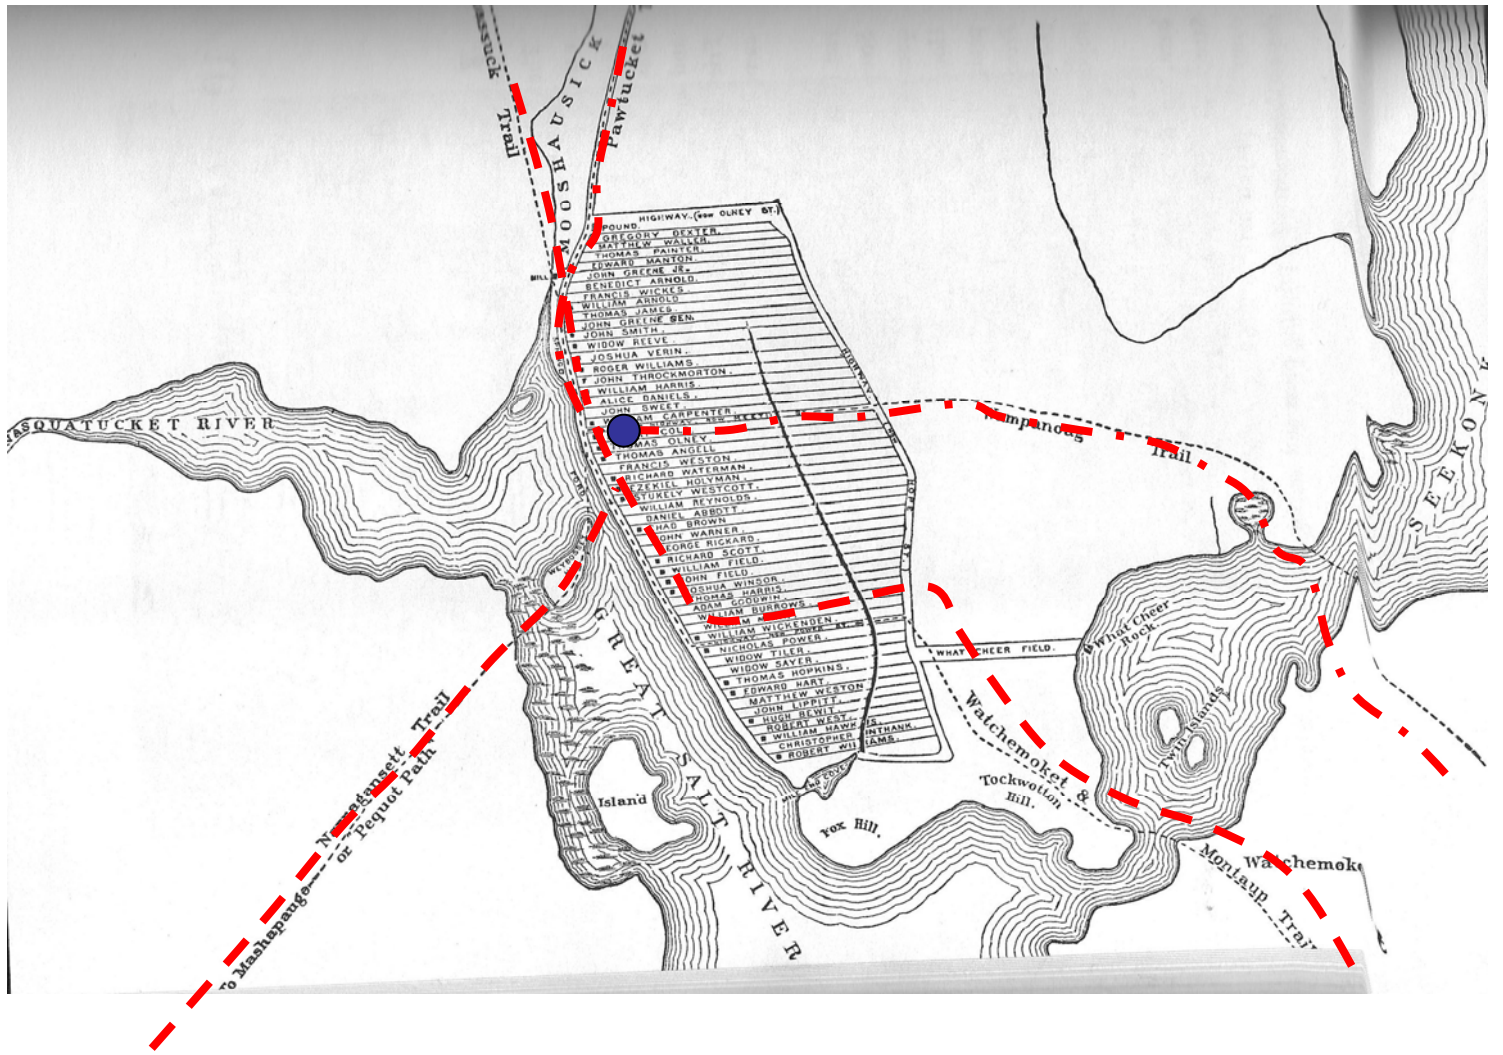 Trail
MOOSHAUSICK
Pawtucket
HIGHWAY. (NOW OLNEY ST.)
POUND.
GREGORY DEXTER.
MATTHEW WALLER.
THOMAS PAINTER.
EDWARD MANTON.
JOHN GREENE JR.
BENEDICT ARNOLD.
FRANCIS WICKES.
WILLIAM ARNOLD
THOMAS JAMES.
JOHN GREENE SEN.
JOHN SMITH.
WIDOW REEVE.
JOSHUA VERIN.
ROGER WILLIAMS.
JOHN THROCKMORTON.
WILLIAM HARRIS.
ALICE DANIELS.
JOHN SWEET.
CARPENTER.
THOMAS OLNEY.
THOMAS ANGELL
FRANCIS WESTON.
RICHARD WATERMAN.
EZEKIEL HOLYMAN.
STUKELY WESTCOTT.
WILLIAM REYNOLDS.
DANIEL ABBOTT.
CHAD BROWN
JOHN WARNER.
GEORGE RICKARD.
RICHARD SCOTT.
WILLIAM FIELD.
JOHN FIELD.
JOSHUA WINSOR.
THOMAS HARRIS.
ADAM GOODWIN.
WILLIAM BURROWS.
WILLIAM WICKENDEN.
NICHOLAS POWER.
WIDOW TILER.
WIDOW SAYER.
THOMAS HOPKINS.
EDWARD HART.
MATTHEW WESTON
JOHN LIPPITT.
HUGH BEWIT.
ROBERT WEST.
WILLIAM HAWKINS.
CHRISTOPHER UNTHANK.
ROBERT WILLIAMS.
MILL
HIGHWAY
HOPE ST.
FORD.
Wampanoag
Trail
SEEKONK
RIVER
What Cheer
Rock.
WHAT CHEER FIELD.
Twin Islands
GREAT SALT RIVER
Narragansett Trail
or Pequot Path
To Mashapauge
Island
Fox Hill.
Tockwotton
Hill.
Watchemoket &
Montaup Trail